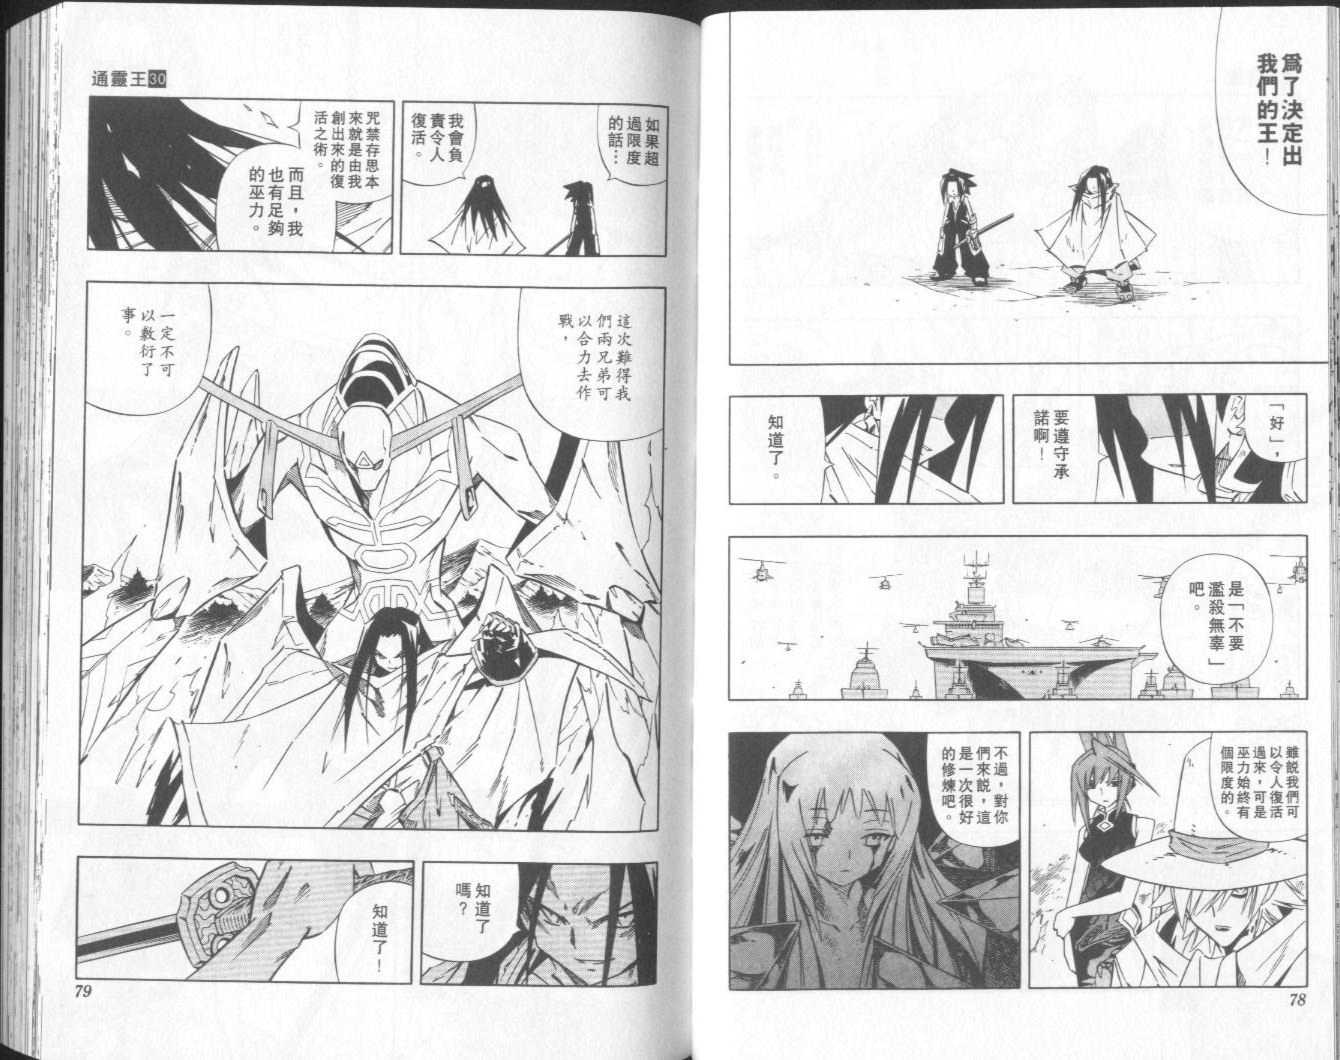 爲了決定出
我們的王！
「好」，
要遵守承
諾啊！
知道了。
是「不要
濫殺無辜」
吧。
雖説我們可
以令人復活
過來，可是
巫力始終有
個限度的。
不過，對你
們來説，這
是一次很好
的修煉吧。
78
通靈王30
如果超
過限度
的話…
我會負
責令人
復活。
咒禁存思本
來就是由我
創出來的復
活之術。
而且，我
也有足夠
的巫力。
這次難得我
們兩兄弟可
以合力去作
戰，
一定不可
以敷衍了
事。
知道了
嗎？
知道了！
79